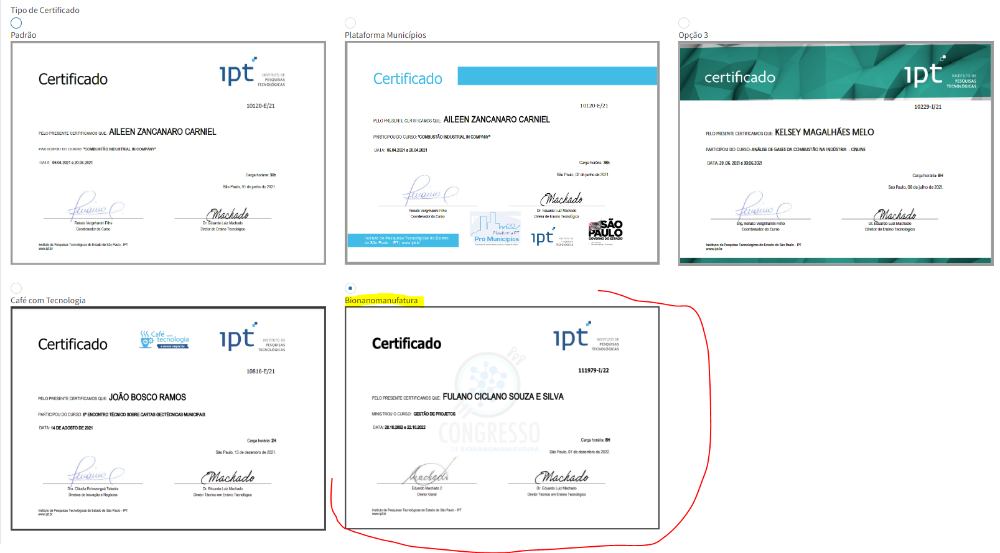 Tipo de Certificado
Padrão
Certificado
ipt
INSTITUTO DE
PESQUISAS
TECNOLÓGICAS
10120-E/21
PELO PRESENTE CERTIFICAMOS QUE: AILEEN ZANCANARO CARNIEL
PARTICIPOU DO CURSO: "COMBUSTÃO INDUSTRIAL IN COMPANY"
DATA: 06.04.2021 a 20.04.2021
Carga horária: 36h
São Paulo, 01 de junho de 2021
Machado
Renato Vergnhanini Filho
Coordenador do Curso
Dr. Eduardo Luiz Machado
Diretor de Ensino Tecnológico
Instituto de Pesquisas Tecnológicas do Estado de São Paulo - IPT
www.ipt.br
Plataforma Municípios
Certificado
10120-E/21
PELO PRESENTE CERTIFICAMOS QUE: AILEEN ZANCANARO CARNIEL
PARTICIPOU DO CURSO: "COMBUSTÃO INDUSTRIAL IN COMPANY"
DATA: 06.04.2021 a 20.04.2021
Carga horária: 36h
São Paulo, 02 de junho de 2021
Machado
Renato Vergnhanini Filho
Coordenador do Curso
Dr. Eduardo Luiz Machado
Diretor de Ensino Tecnológico
Instituto de Pesquisas Tecnológicas do Estado
de São Paulo - IPT | www.ipt.br
Plataforma IPT
Pró Municípios
ipt
INSTITUTO DE
PESQUISAS
TECNOLÓGICAS
SÃO
PAULO
GOVERNO DO ESTADO
Opção 3
certificado
ipt
INSTITUTO DE
PESQUISAS
TECNOLÓGICAS
10229-I/21
PELO PRESENTE CERTIFICAMOS QUE: KELSEY MAGALHÃES MELO
PARTICIPOU DO CURSO: ANÁLISE DE GASES DA COMBUSTÃO NA INDÚSTRIA - ONLINE
DATA: 29 .06. 2021 á 30.06.2021
Carga horária: 8H
São Paulo, 08 de julho de 2021.
Machado
Eng. Renato Vergnhanini Filho
Coordenador do Curso
Dr. Eduardo Luiz Machado
Diretor de Ensino Tecnológico
Instituto de Pesquisas Tecnológicas do Estado de São Paulo - IPT
www.ipt.br
Café com Tecnologia
Certificado
Café com
tecnologia
e novos negócios
ipt
INSTITUTO DE
PESQUISAS
TECNOLÓGICAS
10816-E/21
PELO PRESENTE CERTIFICAMOS QUE: JOÃO BOSCO RAMOS
PARTICIPOU DO CURSO: 6º ENCONTRO TÉCNICO SOBRE CARTAS GEOTÉCNICAS MUNICIPAIS
DATA: 14 DE AGOSTO DE 2021
Carga horária: 2H
São Paulo, 13 de dezembro de 2021.
Machado
Dra. Cláudia Echevenguá Teixeira
Diretora de Inovação e Negócios
Dr. Eduardo Luiz Machado
Diretor Técnico em Ensino Tecnológico
Instituto de Pesquisas Tecnológicas do Estado de São Paulo - IPT
www.ipt.br
Bionanomanufatura
Certificado
ipt
INSTITUTO DE
PESQUISAS
TECNOLÓGICAS
111979-I/22
PELO PRESENTE CERTIFICAMOS QUE: FULANO CICLANO SOUZA E SILVA
MINISTROU O CURSO: GESTÃO DE PROJETOS
DATA: 20.10.2002 e 22.10.2022
CONGRESSO
DE BIONANOMANUFATURA
Carga horária: 8H
São Paulo, 07 de dezembro de 2022.
Machado
Machado
Eduardo Machado 2
Diretor Geral
Dr. Eduardo Luiz Machado
Diretor Técnico em Ensino Tecnológico
Instituto de Pesquisas Tecnológicas do Estado de São Paulo - IPT
www.ipt.br